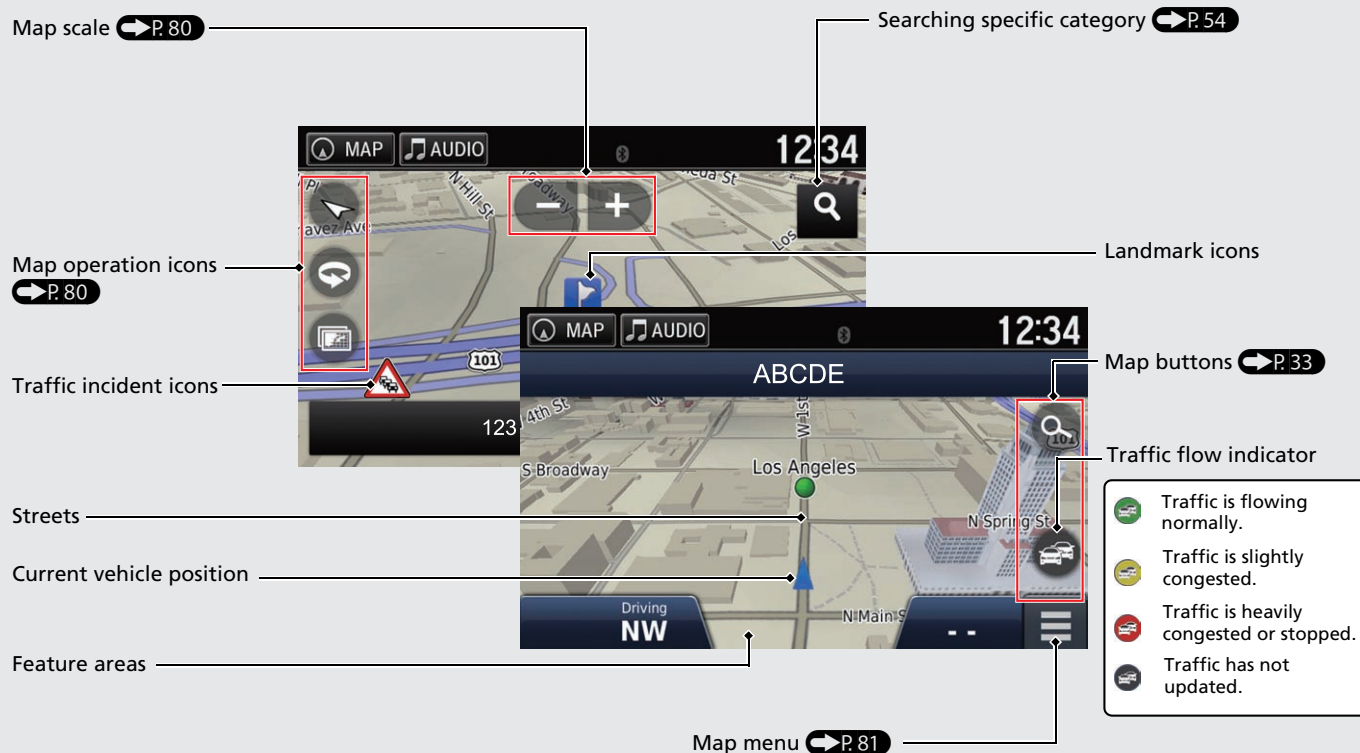 Map scale P. 80
Searching specific category P. 54
MAP AUDIO 12:34
N Hill St
avez Ave
Map operation icons
P. 80
Landmark icons
101
Traffic incident icons
123
MAP AUDIO 12:34
ABCDE
Map buttons P. 33
4th St
W 1st
101
S Broadway
Los Angeles
Traffic flow indicator
Streets
N Spring St
Traffic is flowing
normally.
Current vehicle position
Traffic is slightly
congested.
Driving
NW
N Main S
- -
Traffic is heavily
congested or stopped.
Feature areas
Traffic has not
updated.
Map menu P. 81